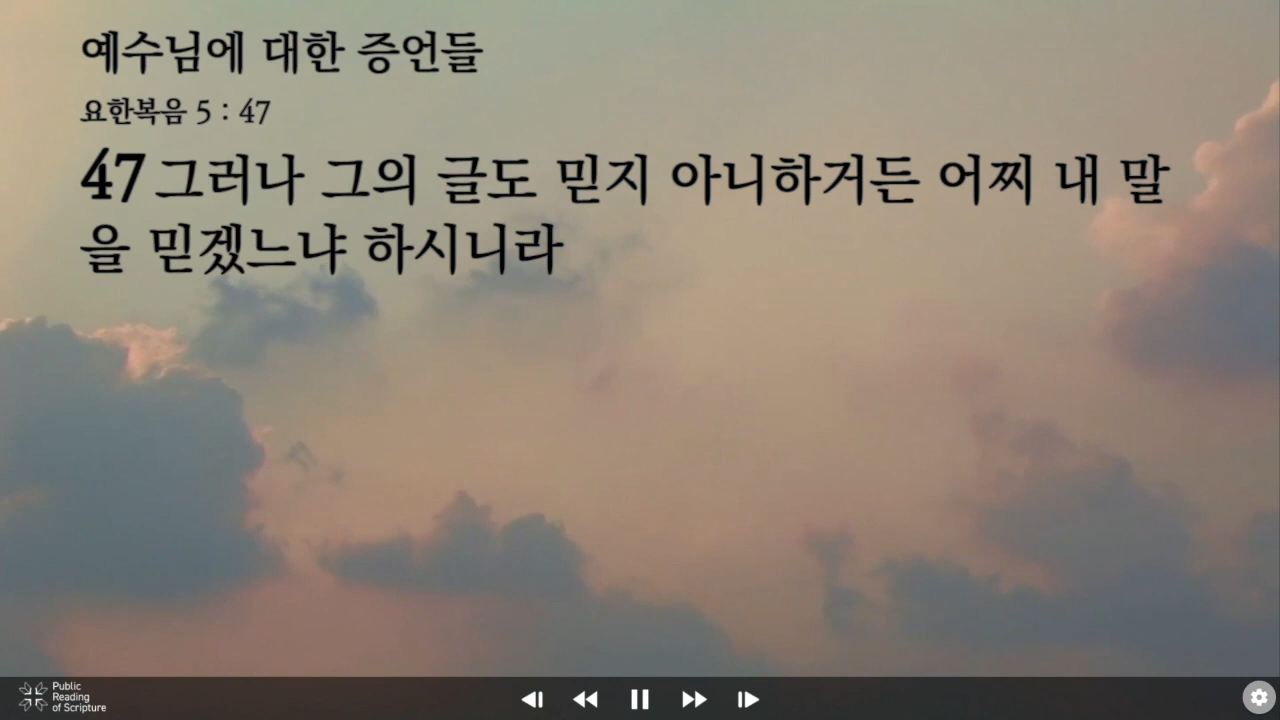 예수님에 대한 증언들
요한복음 5 : 47
47 그러나 그의 글도 믿지 아니하거든 어찌 내 말
을 믿겠느냐 하시니라
Public
Reading
of Scripture